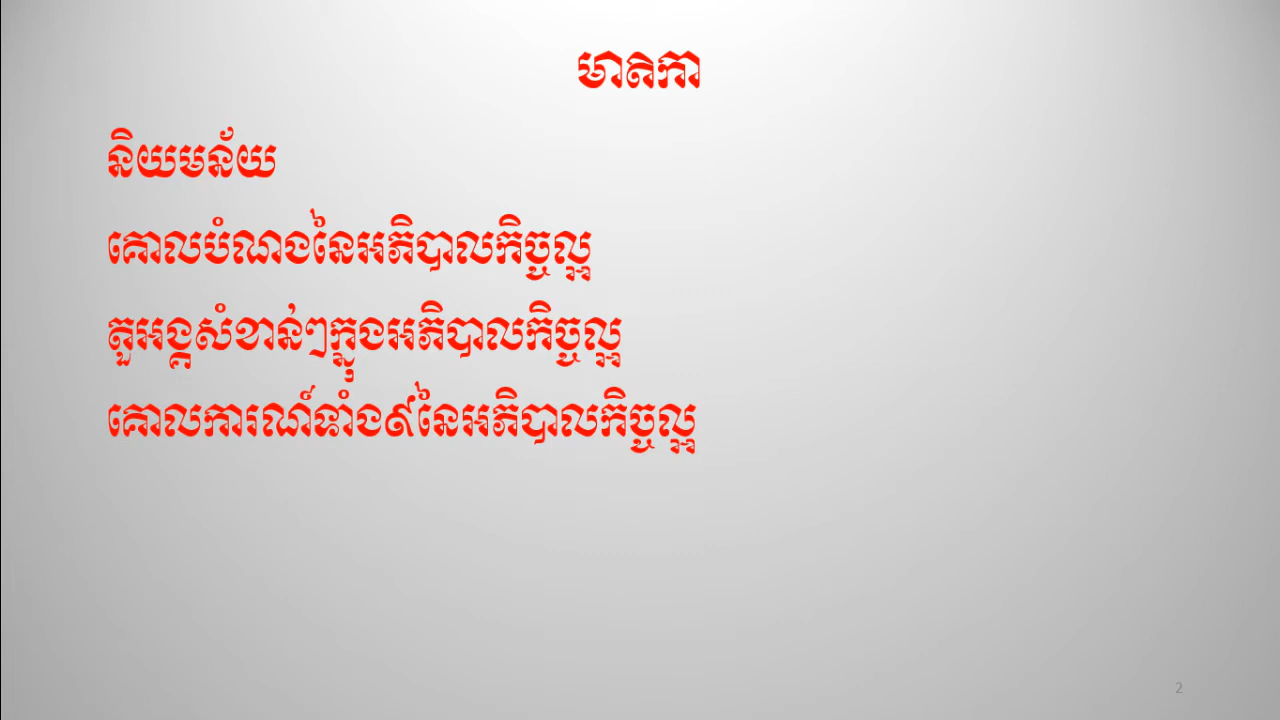 មាតិកា
និយមន័យ
គោលបំណងនៃអភិបាលកិច្ចល្អ
តួអង្គសំខាន់ៗក្នុងអភិបាលកិច្ចល្អ
គោលការណ៍ទាំង៩នៃអភិបាលកិច្ចល្អ
2